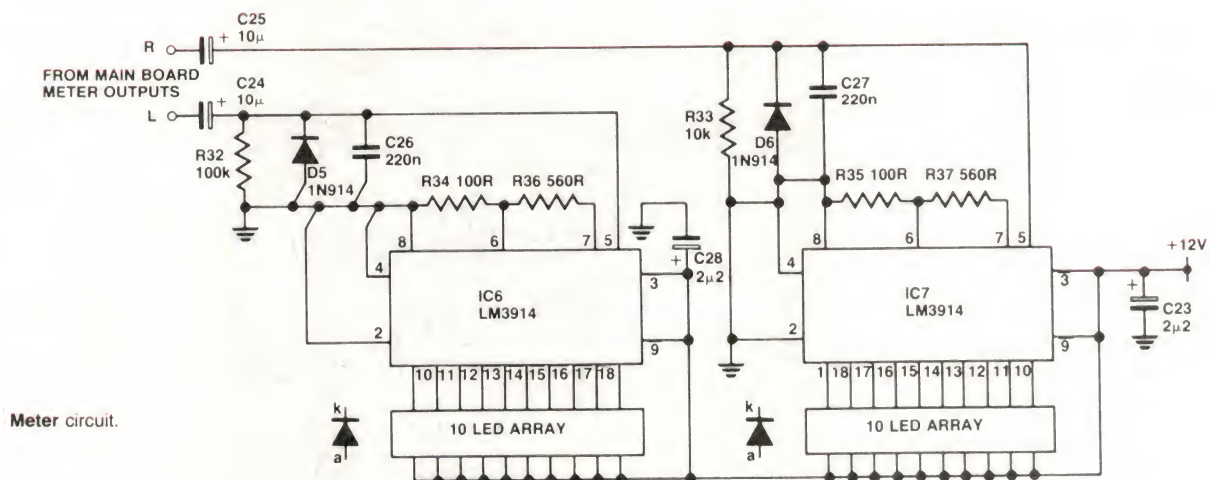 C25
10µ
R
+
FROM MAIN BOARD
METER OUTPUTS
C24
10µ
L
+
R32
100k
D5
1N914
C26
220n
R34 100R
R36 560R
8
6
7
5
4
2
3
9
IC6
LM3914
10 11 12 13 14 15 16 17 18
10 LED ARRAY
k
a
+
C28
2µ2
R33
10k
D6
1N914
C27
220n
R35 100R
R37 560R
8
6
7
5
4
2
3
9
IC7
LM3914
1 18 17 16 15 14 13 12 11 10
10 LED ARRAY
k
a
+12V
+
C23
2µ2
Meter circuit.